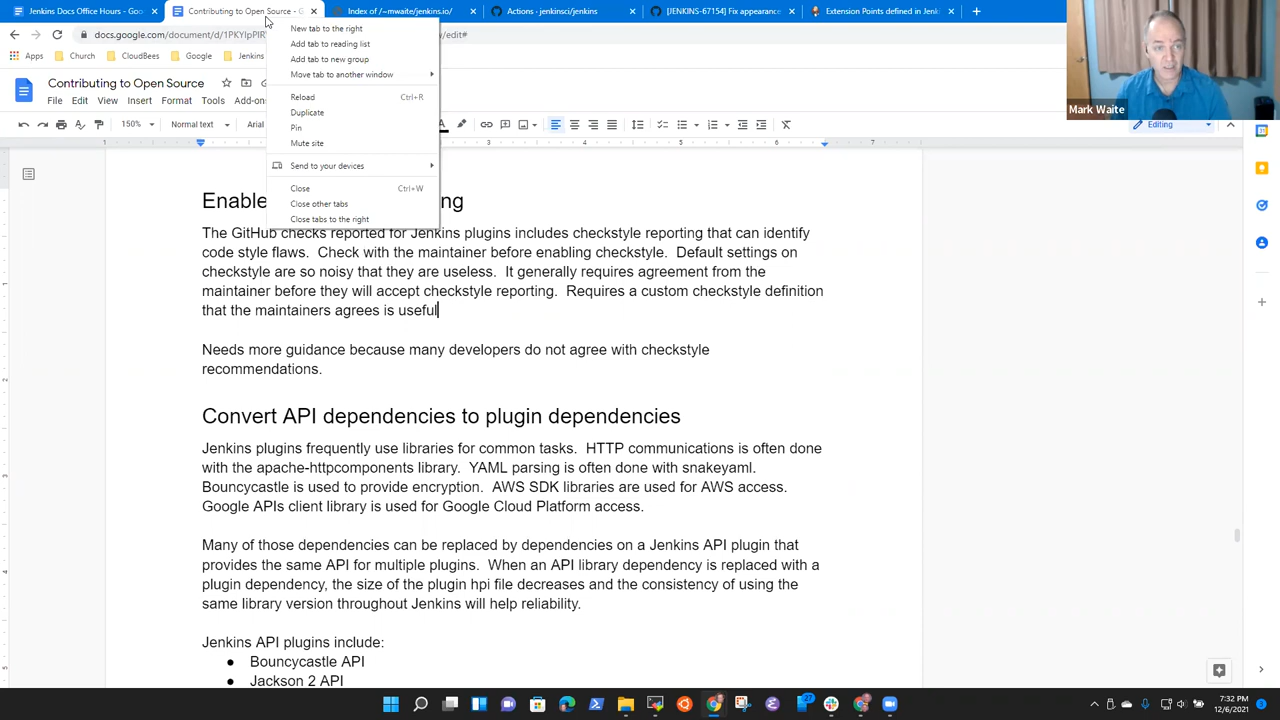 Jenkins Docs Office Hours - Go
Contributing to Open Source - G
Index of /~mwaite/jenkins.io/
Actions · jenkinsci/jenkins
[JENKINS-67154] Fix appearance
Extension Points defined in Jenk
docs.google.com/document/d/1PKYlpPIR
/edit#
Apps
Church
CloudBees
Google
Jenkins
New tab to the right
Add tab to reading list
Add tab to new group
Move tab to another window
Reload Ctrl+R
Duplicate
Pin
Mute site
Send to your devices
Close Ctrl+W
Close other tabs
Close tabs to the right
Mark Waite
Contributing to Open Source
File Edit View Insert Format Tools Add-on
150% Normal text Arial
A
Editing
1 3 4 5 6 7
Enable
ng
The GitHub checks reported for Jenkins plugins includes checkstyle reporting that can identify
code style flaws. Check with the maintainer before enabling checkstyle. Default settings on
checkstyle are so noisy that they are useless. It generally requires agreement from the
maintainer before they will accept checkstyle reporting. Requires a custom checkstyle definition
that the maintainers agrees is useful
Needs more guidance because many developers do not agree with checkstyle
recommendations.
Convert API dependencies to plugin dependencies
Jenkins plugins frequently use libraries for common tasks. HTTP communications is often done
with the apache-httpcomponents library. YAML parsing is often done with snakeyaml.
Bouncycastle is used to provide encryption. AWS SDK libraries are used for AWS access.
Google APIs client library is used for Google Cloud Platform access.
Many of those dependencies can be replaced by dependencies on a Jenkins API plugin that
provides the same API for multiple plugins. When an API library dependency is replaced with a
plugin dependency, the size of the plugin hpi file decreases and the consistency of using the
same library version throughout Jenkins will help reliability.
Jenkins API plugins include:
● Bouncycastle API
● Jackson 2 API
7:32 PM
12/6/2021